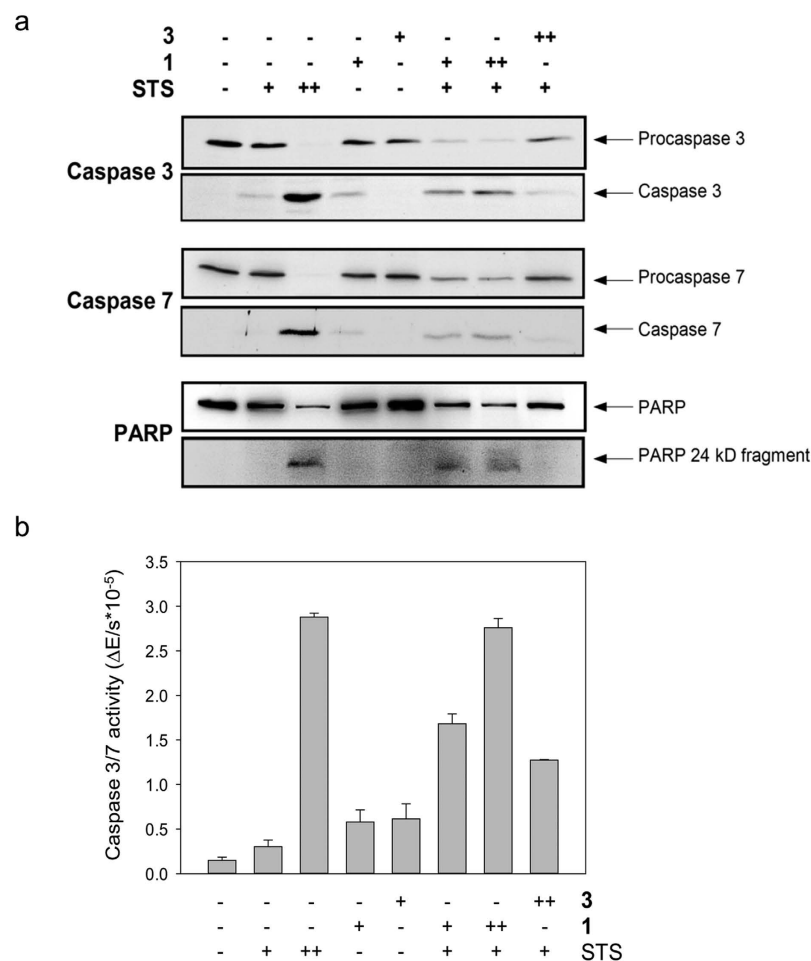 a
3 - - - - + - - ++
1 - - - + - + ++ -
STS - + ++ - - + + +
Caspase 3
Procaspase 3
Caspase 3
Caspase 7
Procaspase 7
Caspase 7
PARP
PARP
PARP 24 kD fragment
b
Caspase 3/7 activity (ΔE/s*10⁻⁵)
3.5
3.0
2.5
2.0
1.5
1.0
0.5
0.0
- - - - + - - ++ 3
- - - + - + ++ - 1
- + ++ - - + + + STS